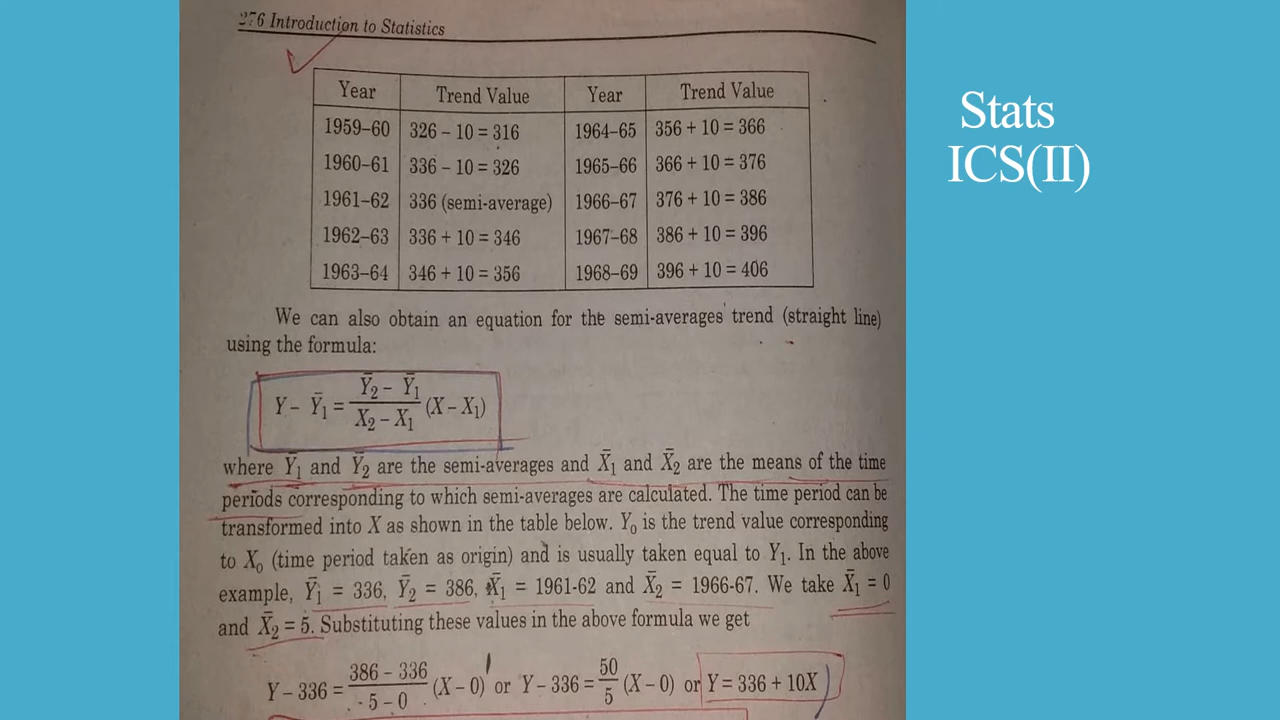 276 Introduction to Statistics
Year Trend Value Year Trend Value
1959–60 326 – 10 = 316 1964–65 356 + 10 = 366
1960–61 336 – 10 = 326 1965–66 366 + 10 = 376
1961–62 336 (semi-average) 1966–67 376 + 10 = 386
1962–63 336 + 10 = 346 1967–68 386 + 10 = 396
1963–64 346 + 10 = 356 1968–69 396 + 10 = 406
We can also obtain an equation for the semi-averages trend (straight line)
using the formula:
Y – Ȳ₁ = (Ȳ₂ – Ȳ₁)/(X₂ – X₁) (X – X₁)
where Ȳ₁ and Ȳ₂ are the semi-averages and X̄₁ and X̄₂ are the means of the time
periods corresponding to which semi-averages are calculated. The time period can be
transformed into X as shown in the table below. Y₀ is the trend value corresponding
to X₀ (time period taken as origin) and is usually taken equal to Y₁. In the above
example, Ȳ₁ = 336, Ȳ₂ = 386, X̄₁ = 1961-62 and X̄₂ = 1966-67. We take X̄₁ = 0
and X̄₂ = 5. Substituting these values in the above formula we get
Y – 336 = (386 – 336)/(5 – 0) (X – 0) or Y – 336 = 50/5 (X – 0) or Y = 336 + 10X
Stats
ICS(II)